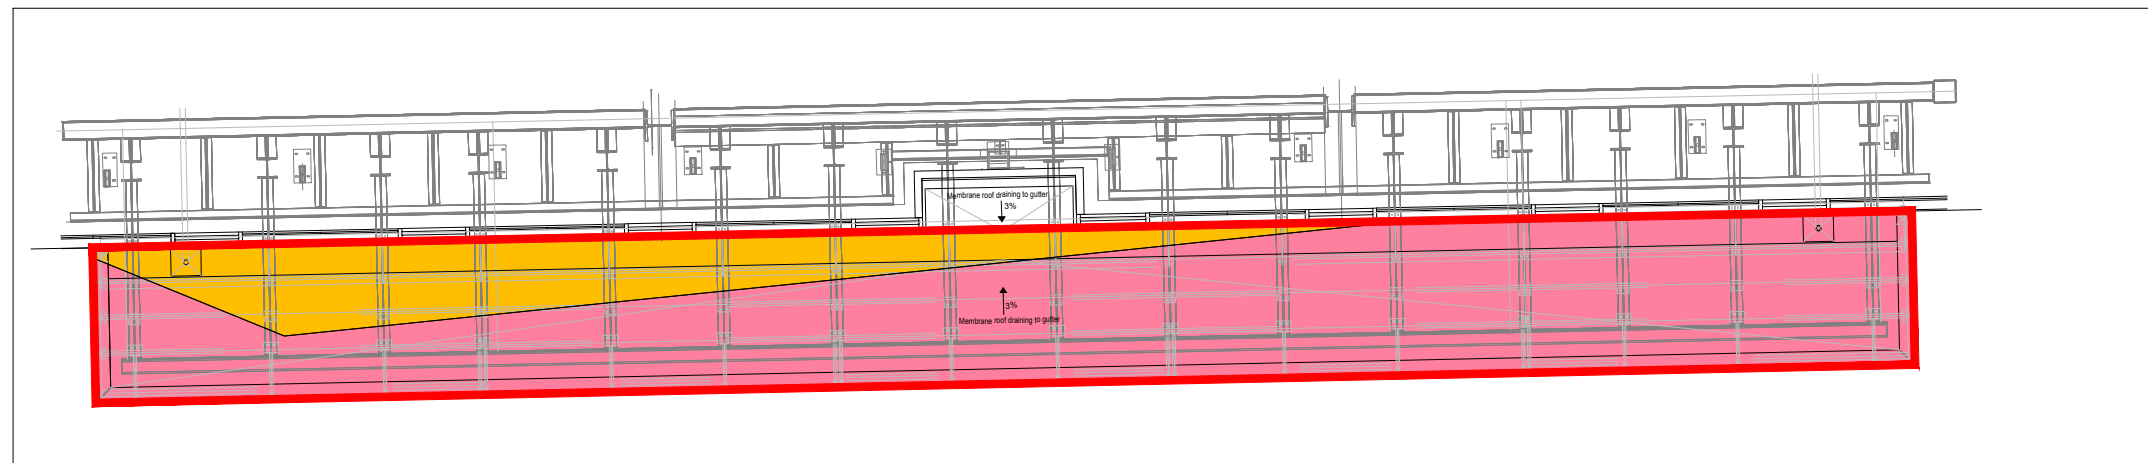 Membrane roof draining to gutter
3%
3%
Membrane roof draining to gutter